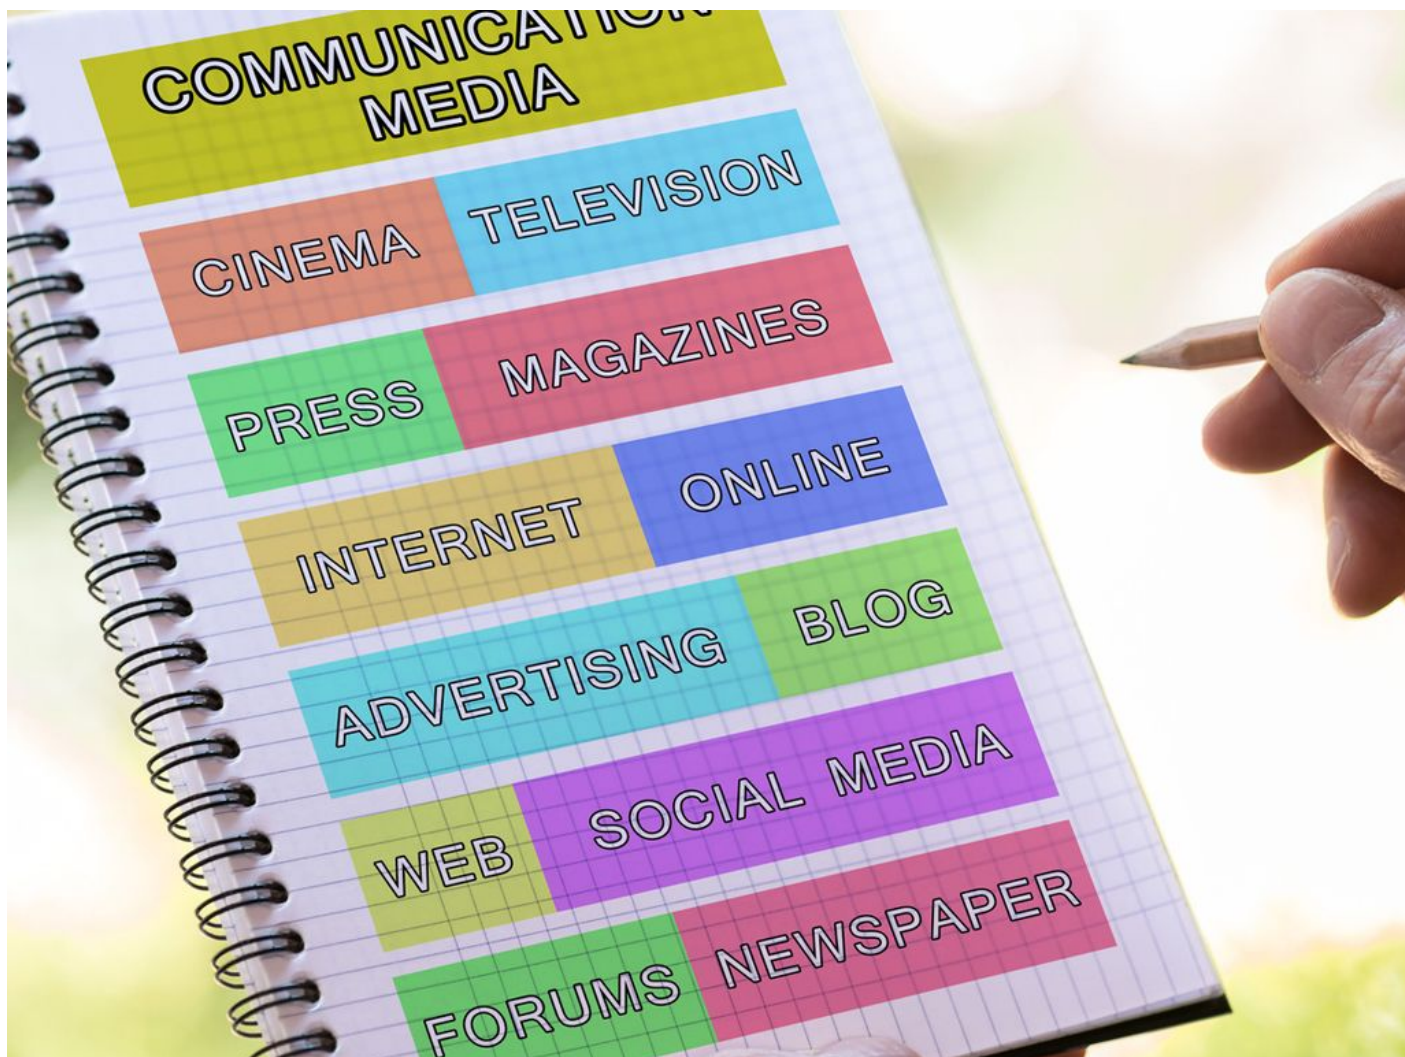 COMMUNICATION
MEDIA
CINEMA TELEVISION
PRESS MAGAZINES
INTERNET ONLINE
ADVERTISING BLOG
WEB SOCIAL MEDIA
FORUMS NEWSPAPER